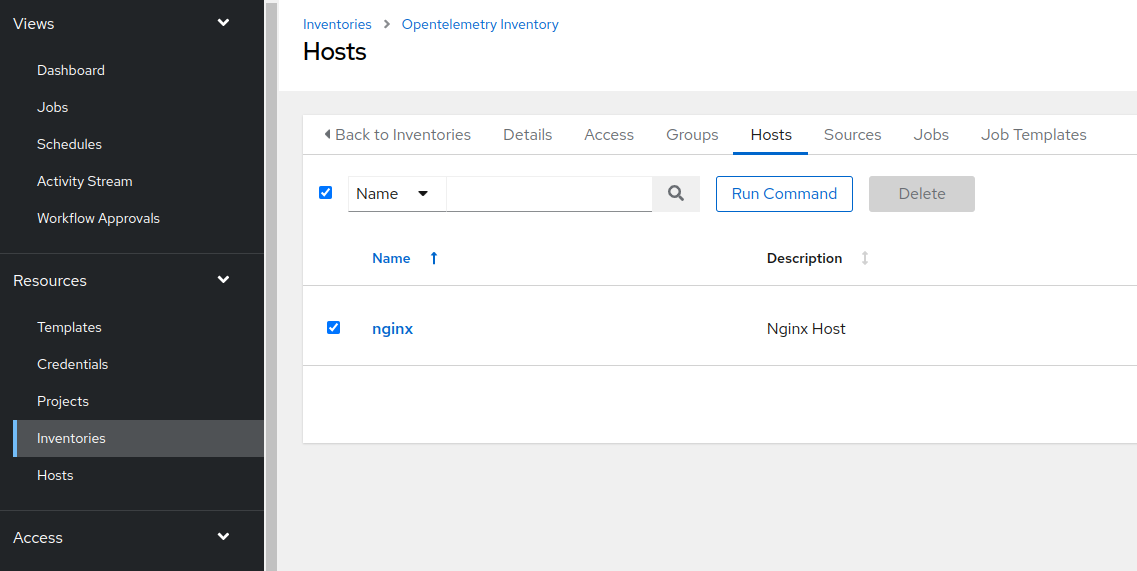 Views
Dashboard
Jobs
Schedules
Activity Stream
Workflow Approvals
Resources
Templates
Credentials
Projects
Inventories
Hosts
Access
Inventories > Opentelemetry Inventory
Hosts
Back to Inventories Details Access Groups Hosts Sources Jobs Job Templates
Name Run Command Delete
Name Description
nginx Nginx Host